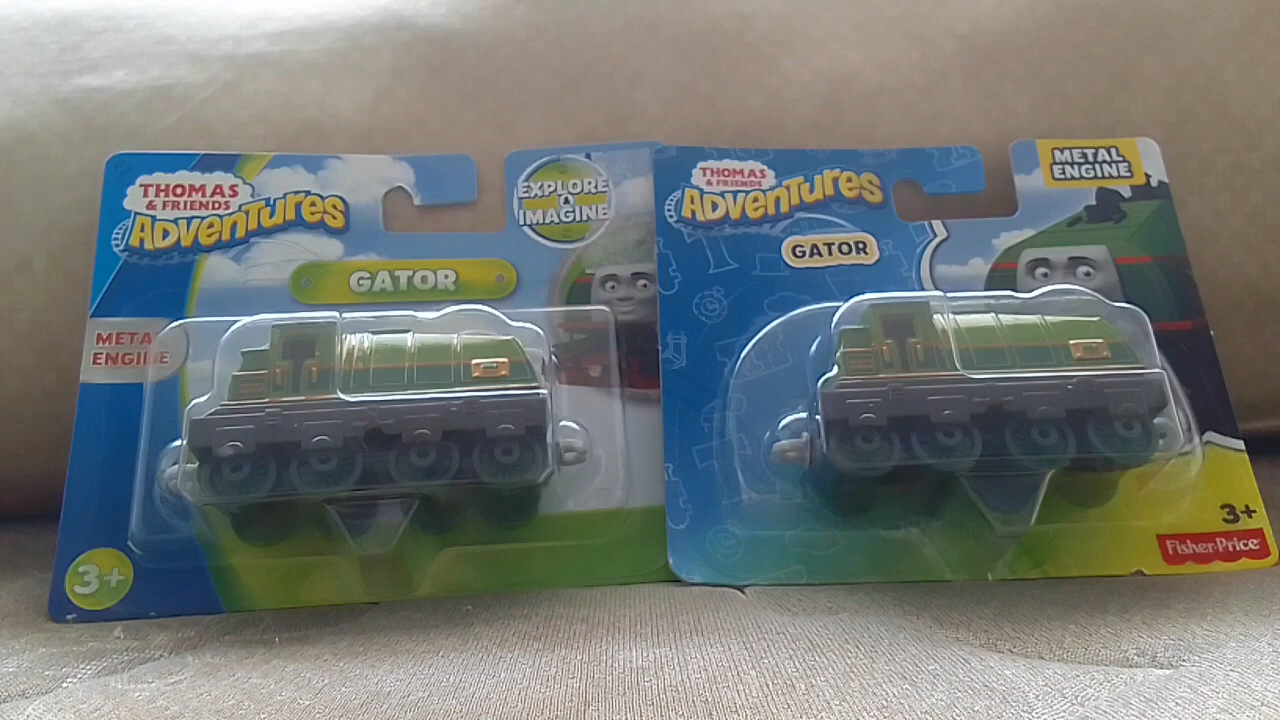 THOMAS
& FRIENDS
ADVENTURES
EXPLORE
&
IMAGINE
GATOR
METAL
ENGINE
3+
THOMAS
& FRIENDS
ADVENTURES
GATOR
METAL
ENGINE
3+
Fisher-Price